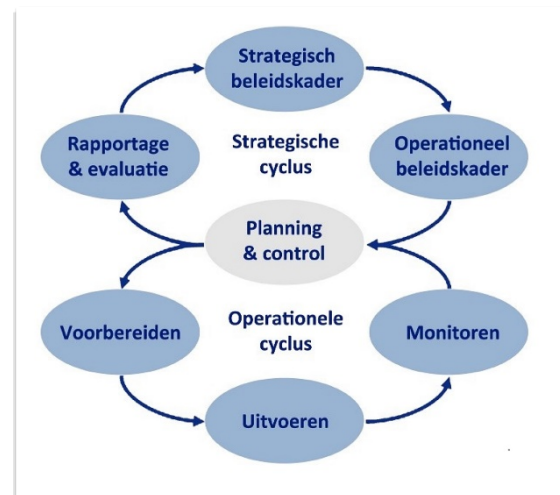 Strategisch
beleidskader
Rapportage
& evaluatie
Strategische
cyclus
Operationeel
beleidskader
Planning
& control
Voorbereiden
Operationele
cyclus
Monitoren
Uitvoeren